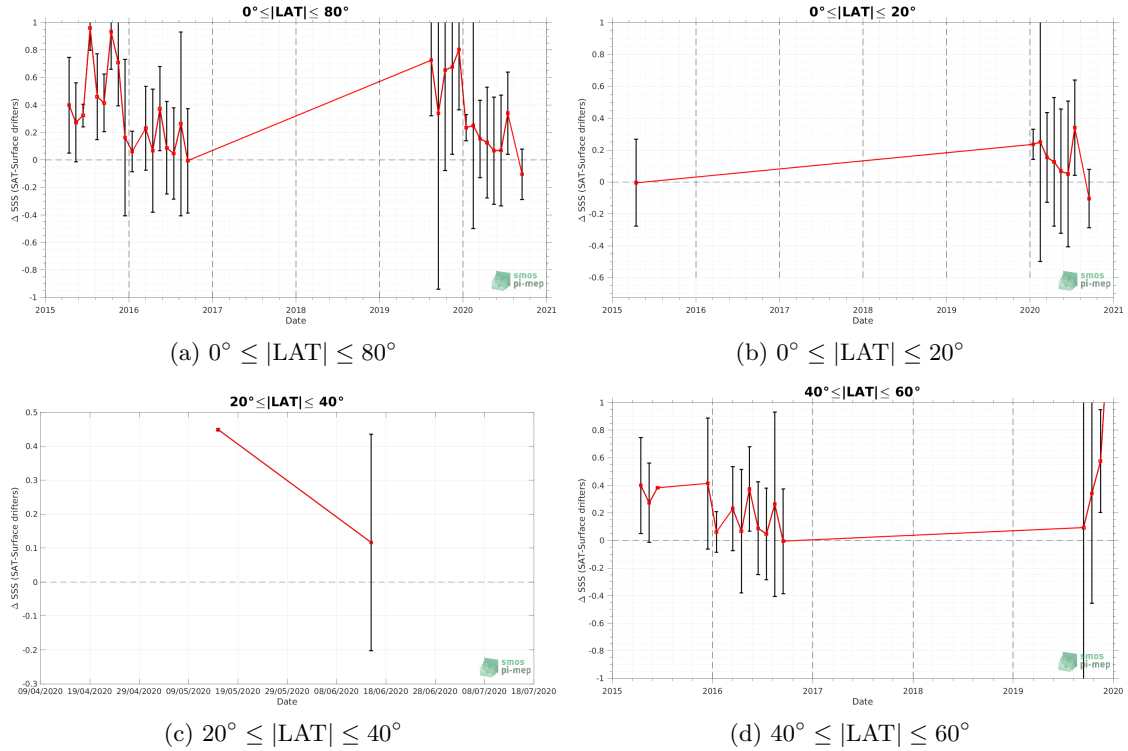 0°≤|LAT|≤ 80°
Δ SSS (SAT-Surface drifters)
1
0.8
0.6
0.4
0.2
0
-0.2
-0.4
-0.6
-0.8
-1
2015 2016 2017 2018 2019 2020 2021
Date
smos
pi-mep
(a) 0° ≤ |LAT| ≤ 80°
0°≤|LAT|≤ 20°
Δ SSS (SAT-Surface drifters)
1
0.8
0.6
0.4
0.2
0
-0.2
-0.4
-0.6
2015 2016 2017 2018 2019 2020 2021
Date
smos
pi-mep
(b) 0° ≤ |LAT| ≤ 20°
20°≤|LAT|≤ 40°
Δ SSS (SAT-Surface drifters)
0.5
0.4
0.3
0.2
0.1
0
-0.1
-0.2
-0.3
09/04/2020 19/04/2020 29/04/2020 09/05/2020 19/05/2020 29/05/2020 08/06/2020 18/06/2020 28/06/2020 08/07/2020 18/07/2020
Date
smos
pi-mep
(c) 20° ≤ |LAT| ≤ 40°
40°≤|LAT|≤ 60°
Δ SSS (SAT-Surface drifters)
1
0.8
0.6
0.4
0.2
0
-0.2
-0.4
-0.6
-0.8
-1
2015 2016 2017 2018 2019 2020
Date
smos
pi-mep
(d) 40° ≤ |LAT| ≤ 60°